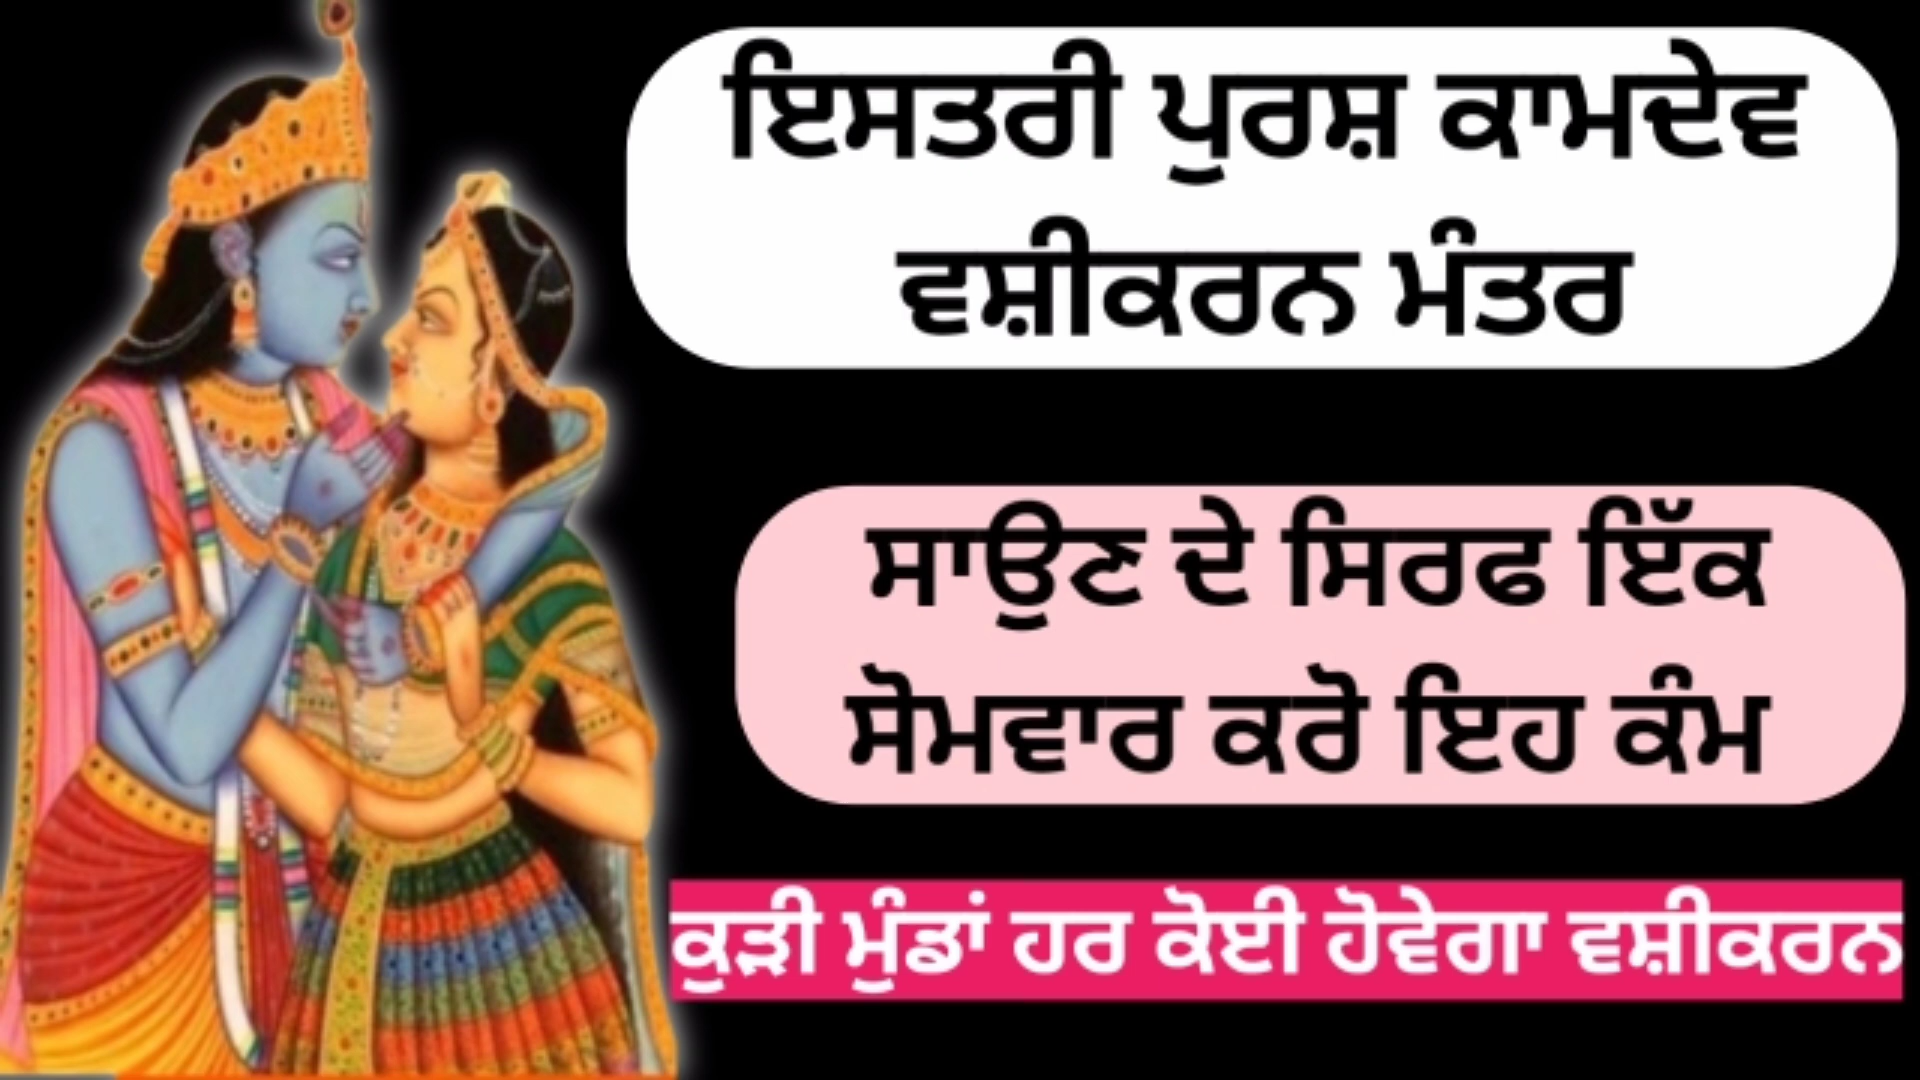 ਇਸਤਰੀ ਪੁਰਸ਼ ਕਾਮਦੇਵ
ਵਸ਼ੀਕਰਨ ਮੰਤਰ
ਸਾਉਣ ਦੇ ਸਿਰਫ ਇੱਕ
ਸੋਮਵਾਰ ਕਰੋ ਇਹ ਕੰਮ
ਕੁੜੀ ਮੁੰਡਾਂ ਹਰ ਕੋਈ ਹੋਵੇਗਾ ਵਸ਼ੀਕਰਨ